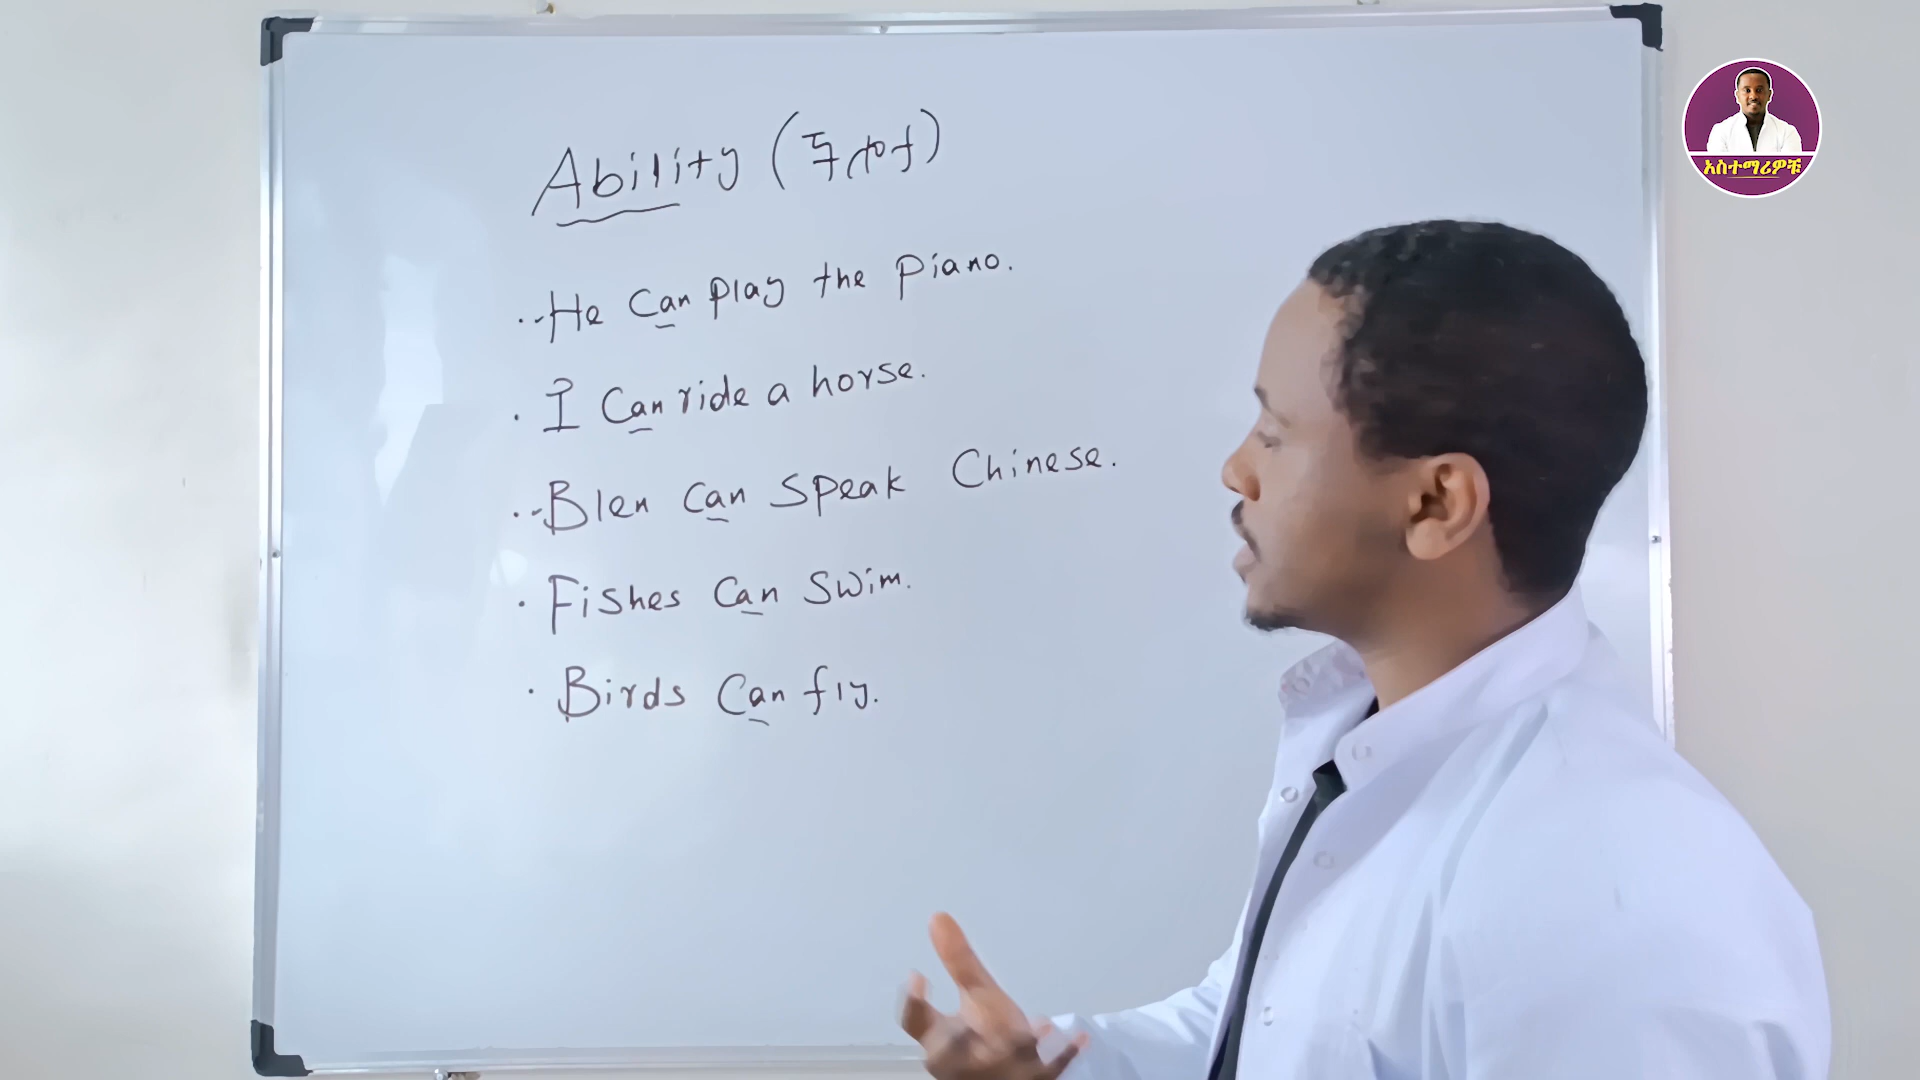 Ability (ችሎታ)
አስተማሪዎቹ
He Can play the piano.
I Can ride a horse.
Blen Can Speak Chinese.
Fishes Can Swim.
Birds Can fly.